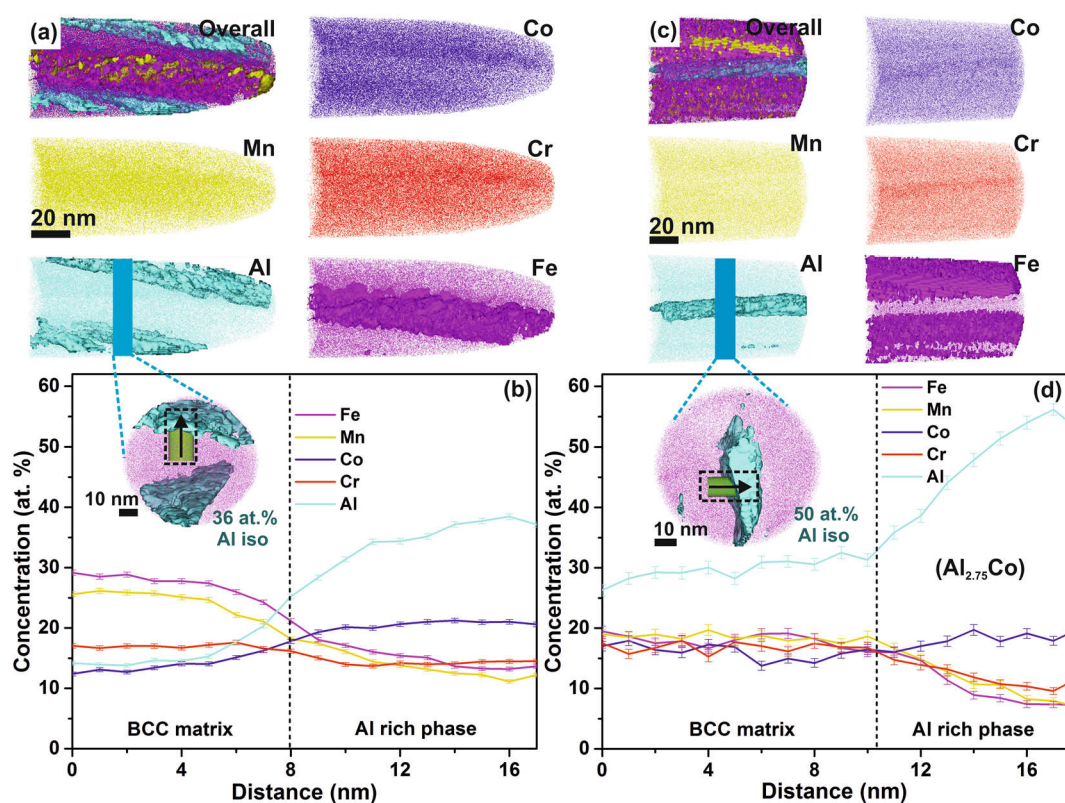 (a) Overall Co
Mn Cr
20 nm
Al Fe
(c) Overall Co
Mn Cr
20 nm
Al Fe
(b)
60
50
40
30
20
10
0
Concentration (at. %)
Fe
Mn
Co
Cr
Al
10 nm
36 at.%
Al iso
BCC matrix Al rich phase
0 4 8 12 16
Distance (nm)
(d)
60
50
40
30
20
10
0
Concentration (at. %)
Fe
Mn
Co
Cr
Al
10 nm
50 at.%
Al iso
(Al2.75Co)
BCC matrix Al rich phase
0 4 8 12 16
Distance (nm)